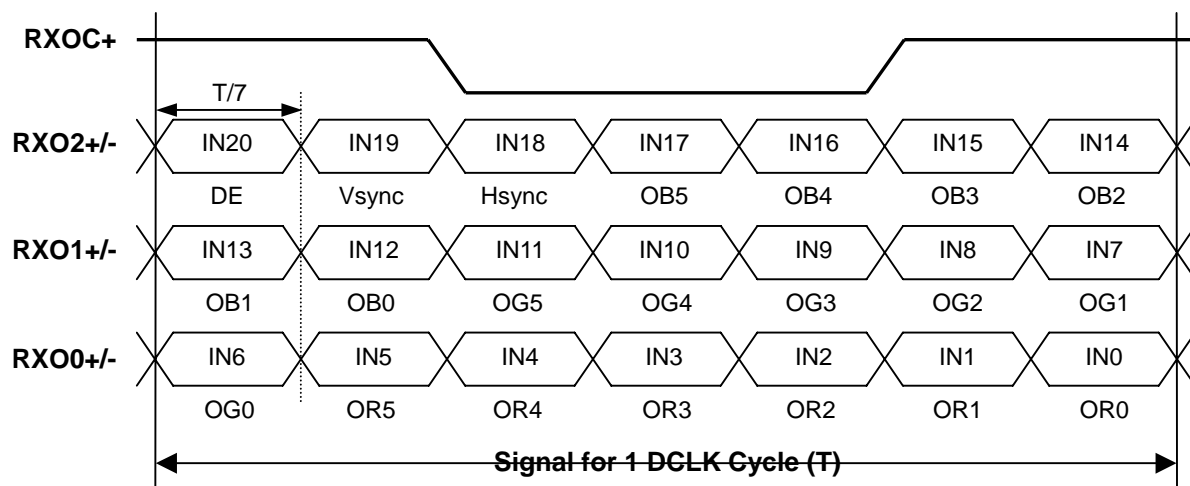 RXOC+
T/7
RXO2+/- IN20 IN19 IN18 IN17 IN16 IN15 IN14
DE Vsync Hsync OB5 OB4 OB3 OB2
RXO1+/- IN13 IN12 IN11 IN10 IN9 IN8 IN7
OB1 OB0 OG5 OG4 OG3 OG2 OG1
RXO0+/- IN6 IN5 IN4 IN3 IN2 IN1 IN0
OG0 OR5 OR4 OR3 OR2 OR1 OR0
Signal for 1 DCLK Cycle (T)